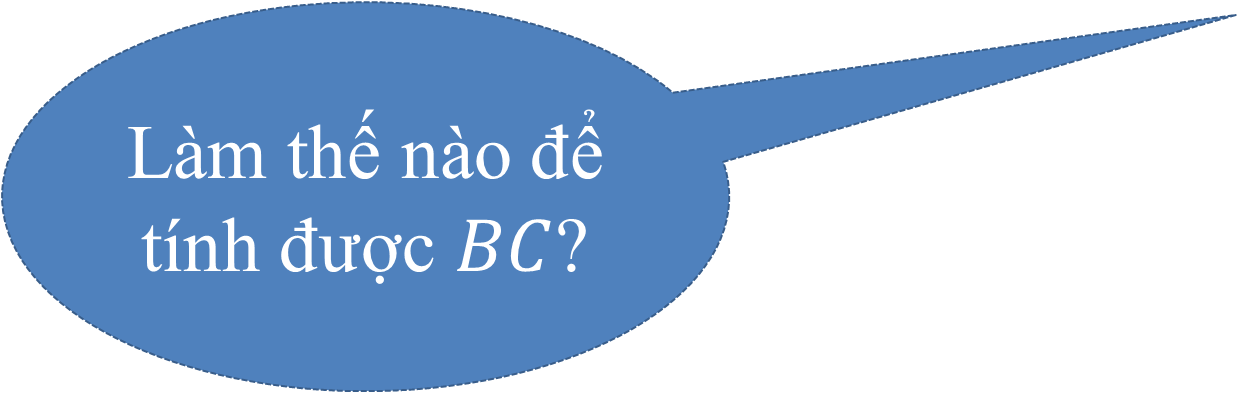 Làm thế nào để
tính được BC?